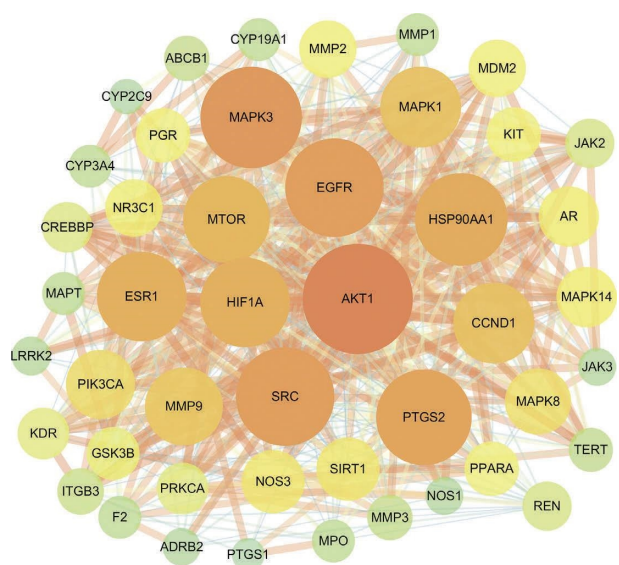 CYP19A1
MMP1
ABCB1
MMP2
MDM2
CYP2C9
MAPK3
MAPK1
PGR
KIT
JAK2
CYP3A4
EGFR
NR3C1
MTOR
HSP90AA1
AR
CREBBP
MAPT
ESR1
HIF1A
AKT1
MAPK14
CCND1
LRRK2
JAK3
PIK3CA
MMP9
SRC
PTGS2
MAPK8
KDR
GSK3B
TERT
ITGB3
PRKCA
NOS3
SIRT1
PPARA
NOS1
REN
F2
MMP3
ADRB2
PTGS1
MPO